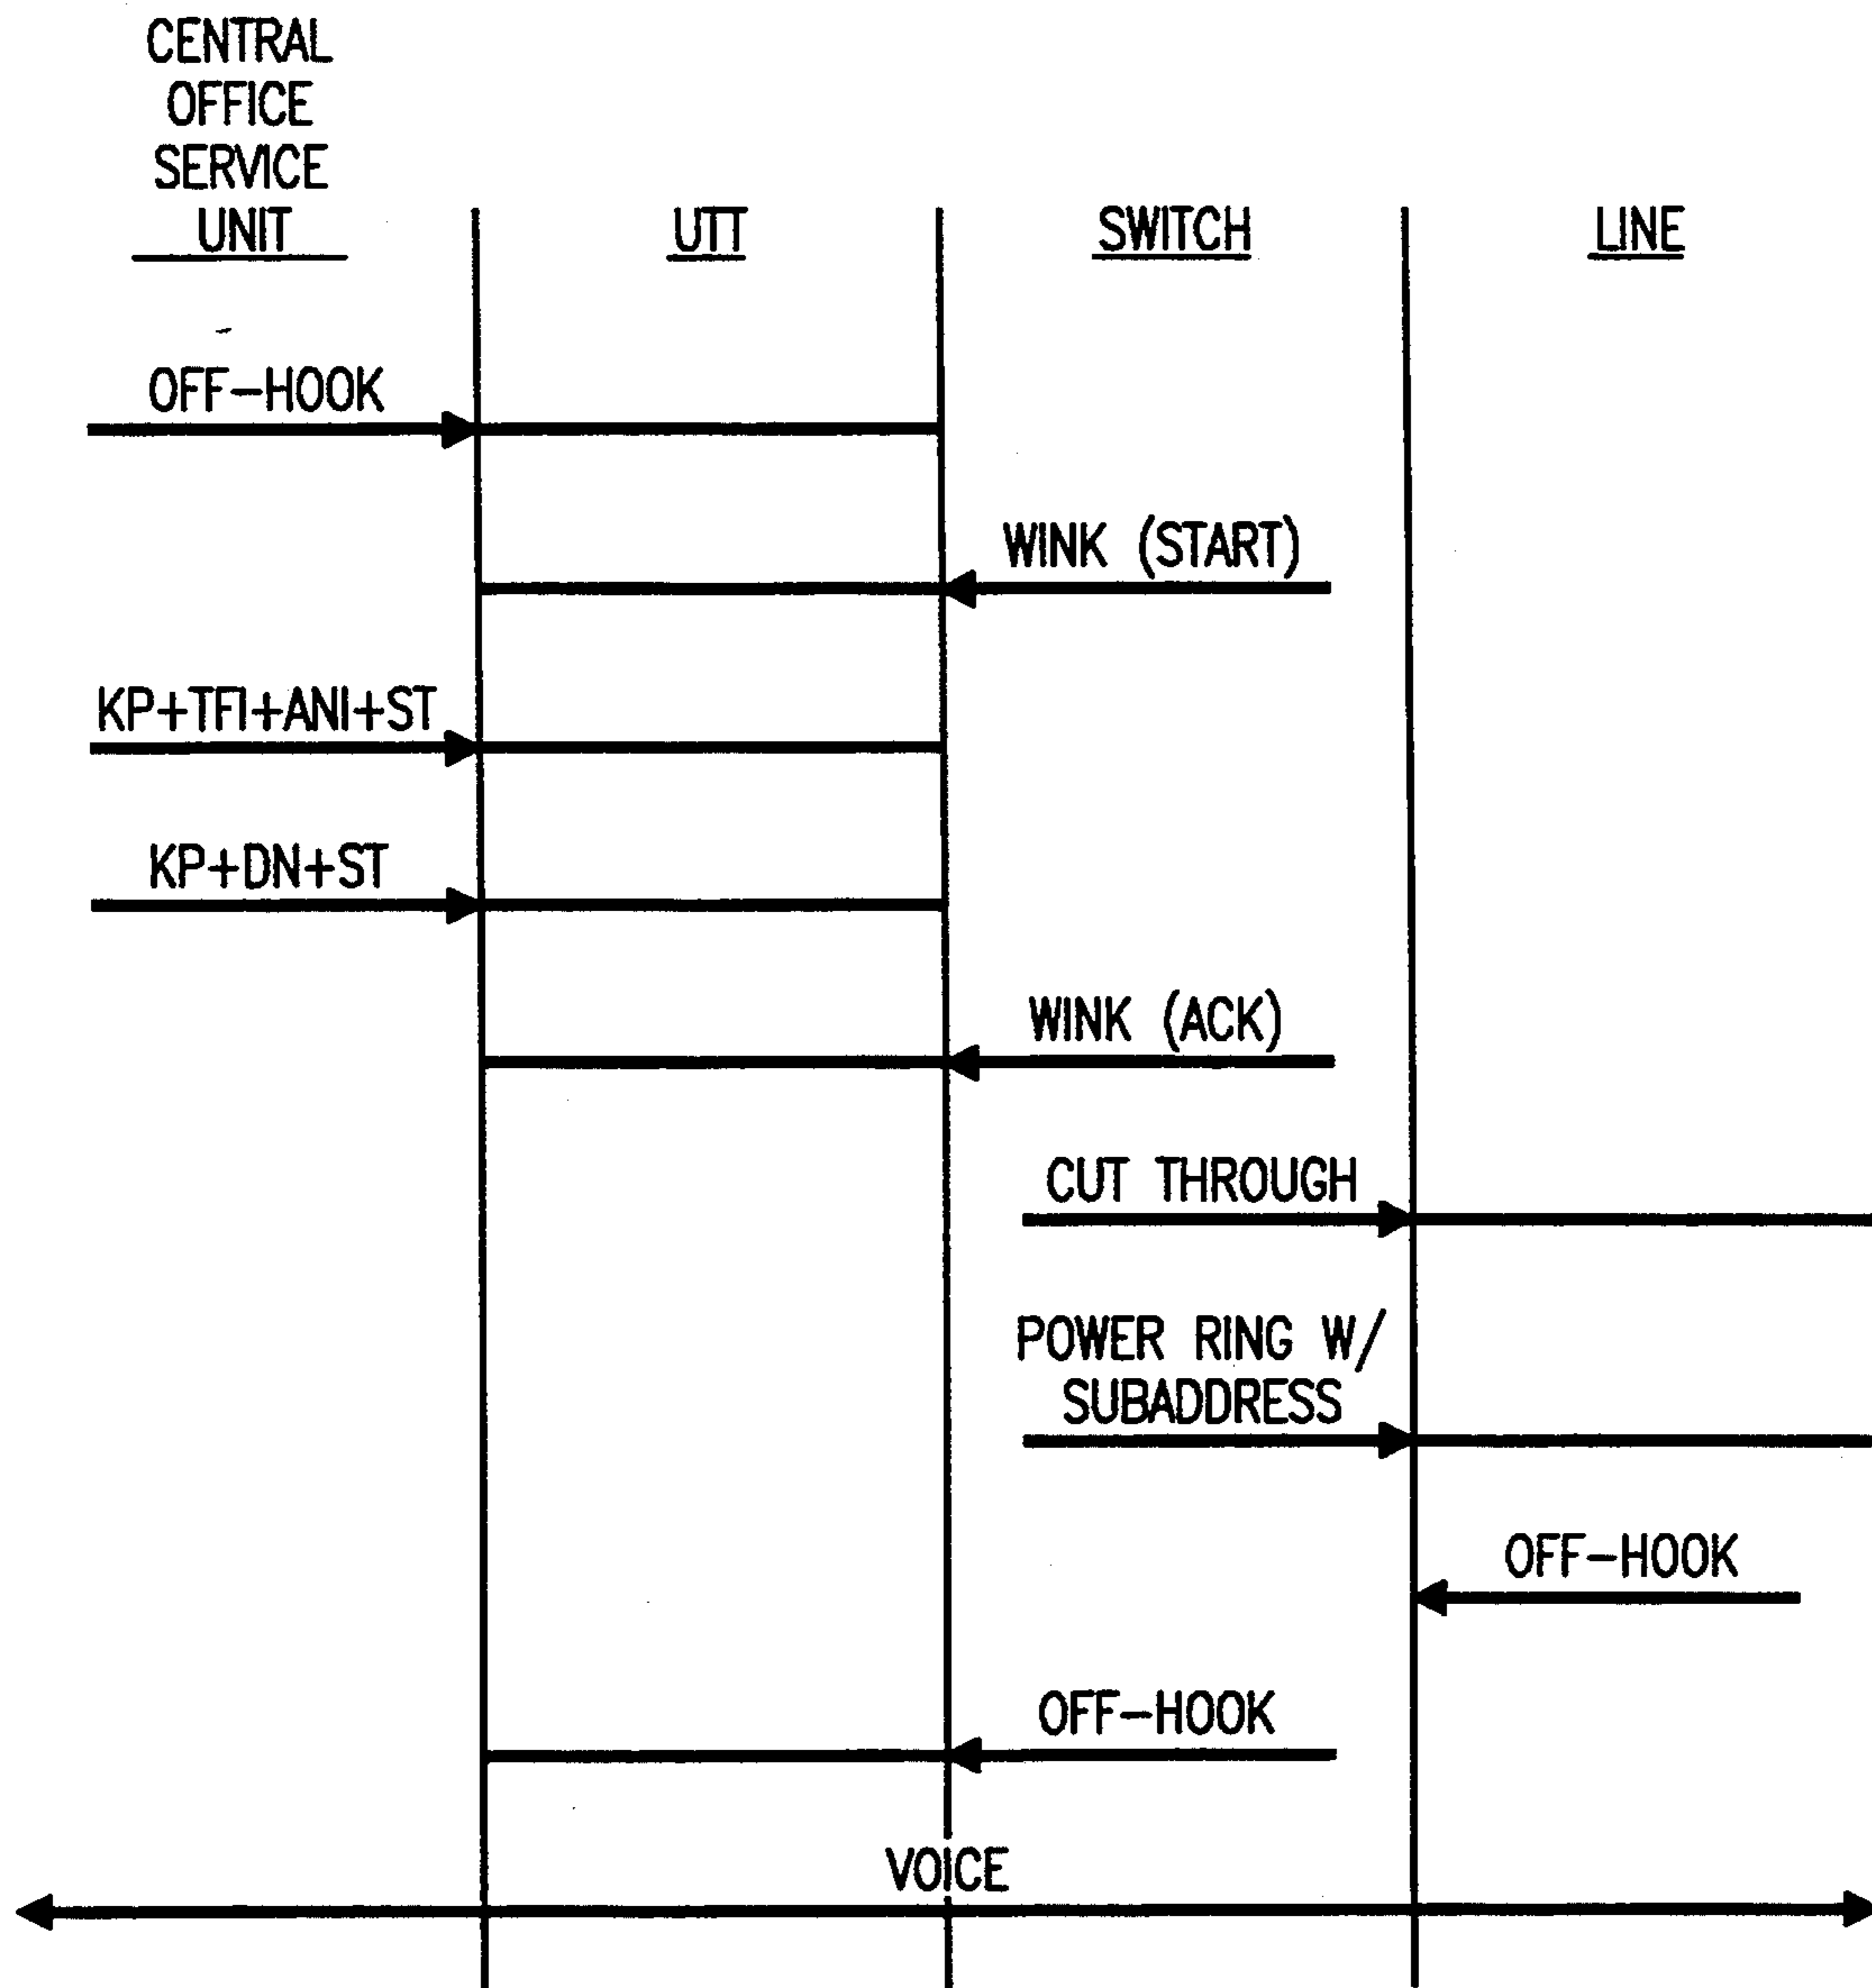 CENTRAL
OFFICE
SERVICE
UNIT
UTT
SWITCH
LINE
OFF-HOOK
WINK (START)
KP+TFI+ANI+ST
KP+DN+ST
WINK (ACK)
CUT THROUGH
POWER RING W/
SUBADDRESS
OFF-HOOK
OFF-HOOK
VOICE